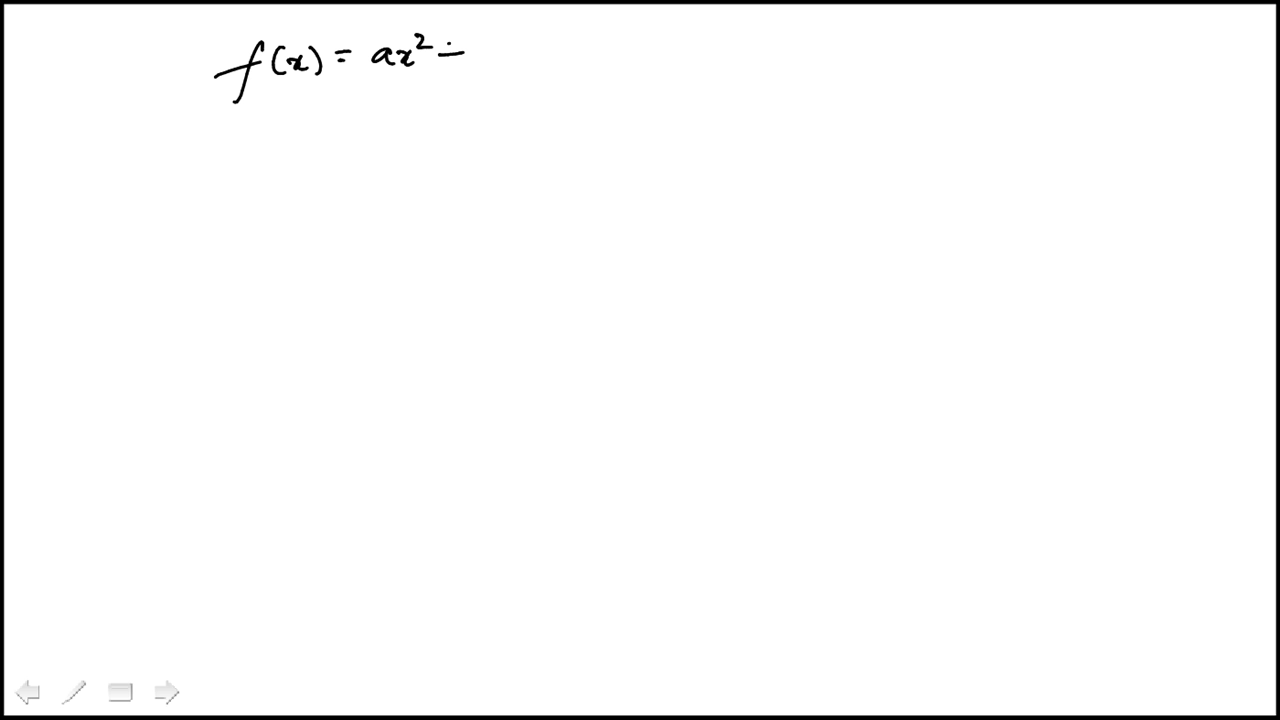 f(x) = ax² ∸